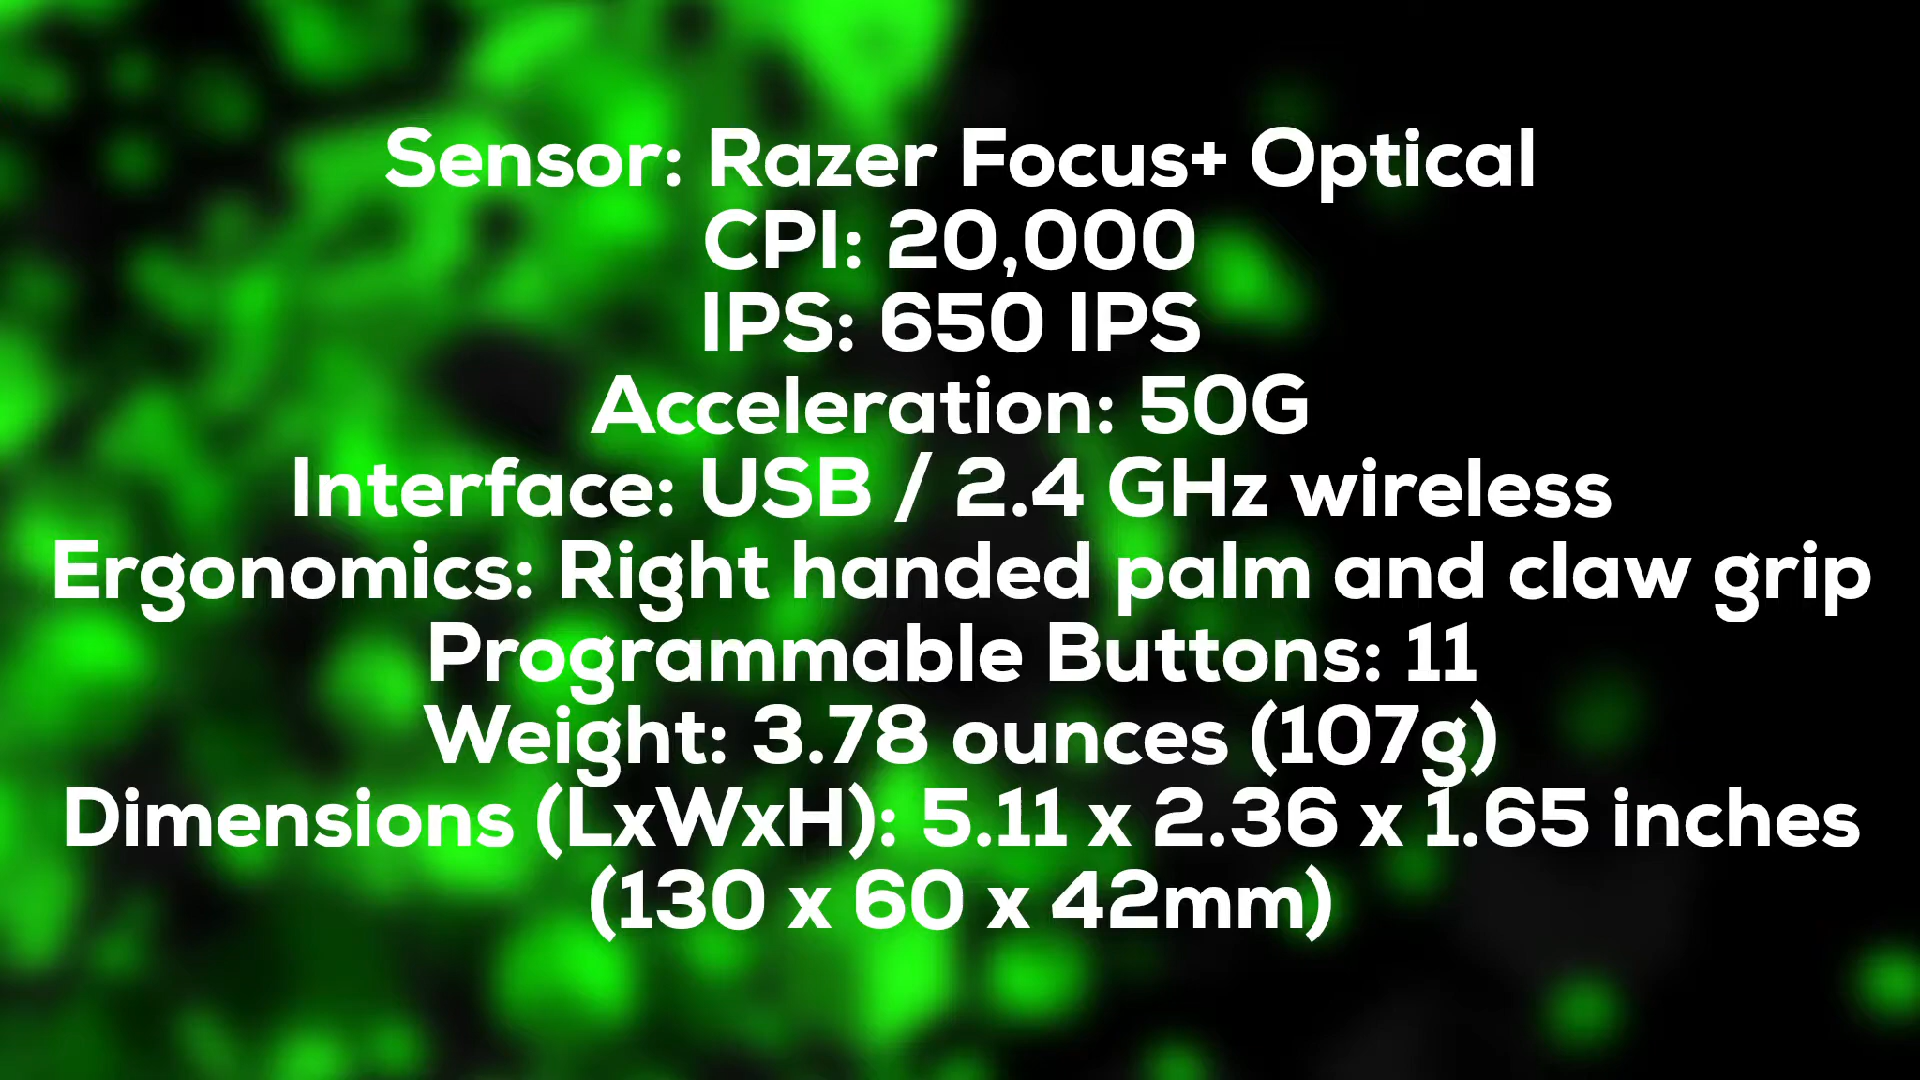 Sensor: Razer Focus+ Optical
CPI: 20,000
IPS: 650 IPS
Acceleration: 50G
Interface: USB / 2.4 GHz wireless
Ergonomics: Right handed palm and claw grip
Programmable Buttons: 11
Weight: 3.78 ounces (107g)
Dimensions (LxWxH): 5.11 x 2.36 x 1.65 inches
(130 x 60 x 42mm)